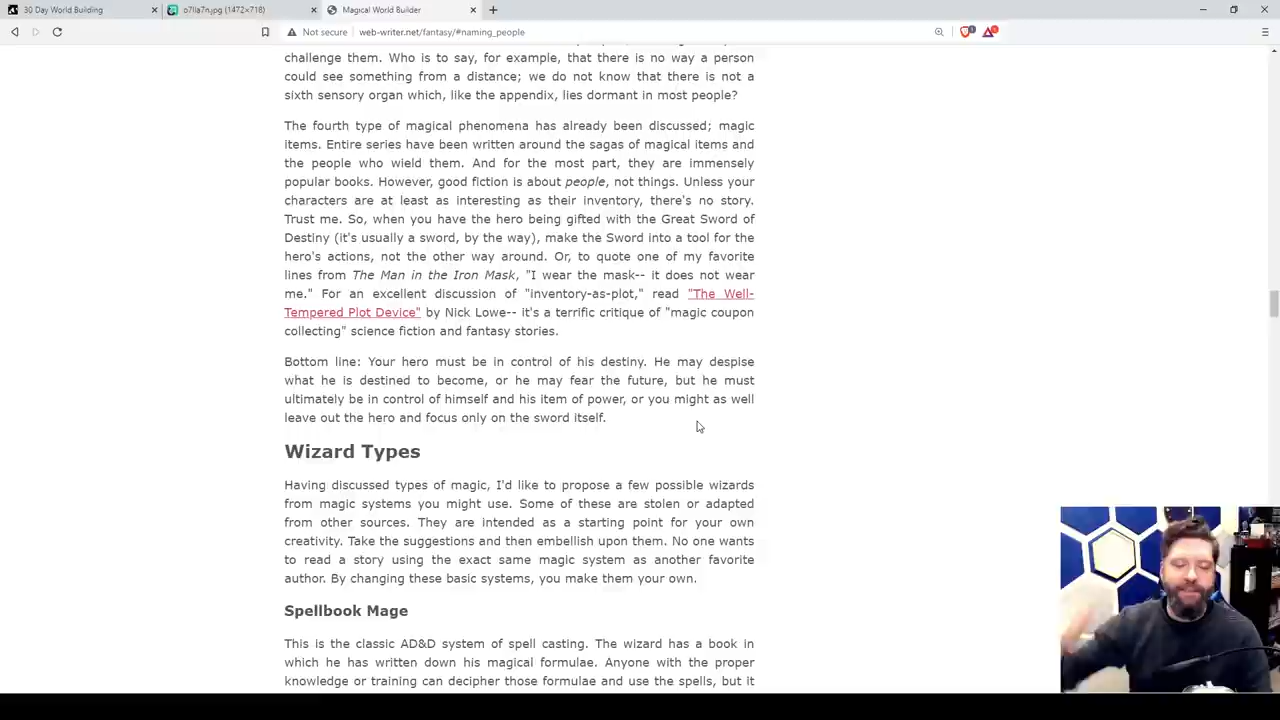 30 Day World Building
o7lla7n.jpg (1472×718)
Magical World Builder
Not secure
web-writer.net/fantasy/#naming_people
challenge them. Who is to say, for example, that there is no way a person
could see something from a distance; we do not know that there is not a
sixth sensory organ which, like the appendix, lies dormant in most people?
The fourth type of magical phenomena has already been discussed; magic
items. Entire series have been written around the sagas of magical items and
the people who wield them. And for the most part, they are immensely
popular books. However, good fiction is about people, not things. Unless your
characters are at least as interesting as their inventory, there's no story.
Trust me. So, when you have the hero being gifted with the Great Sword of
Destiny (it's usually a sword, by the way), make the Sword into a tool for the
hero's actions, not the other way around. Or, to quote one of my favorite
lines from The Man in the Iron Mask, "I wear the mask-- it does not wear
me." For an excellent discussion of "inventory-as-plot," read "The Well-
Tempered Plot Device" by Nick Lowe-- it's a terrific critique of "magic coupon
collecting" science fiction and fantasy stories.
Bottom line: Your hero must be in control of his destiny. He may despise
what he is destined to become, or he may fear the future, but he must
ultimately be in control of himself and his item of power, or you might as well
leave out the hero and focus only on the sword itself.
Wizard Types
Having discussed types of magic, I'd like to propose a few possible wizards
from magic systems you might use. Some of these are stolen or adapted
from other sources. They are intended as a starting point for your own
creativity. Take the suggestions and then embellish upon them. No one wants
to read a story using the exact same magic system as another favorite
author. By changing these basic systems, you make them your own.
Spellbook Mage
This is the classic AD&D system of spell casting. The wizard has a book in
which he has written down his magical formulae. Anyone with the proper
knowledge or training can decipher those formulae and use the spells, but it